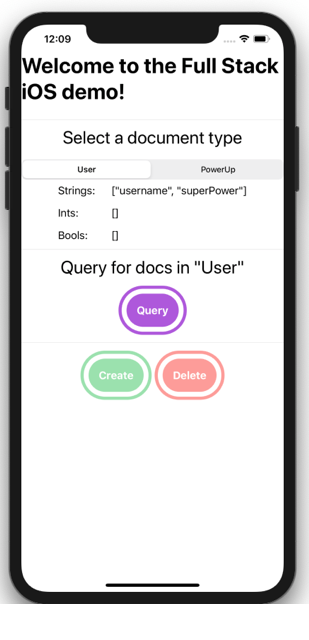 12:09
Welcome to the Full Stack
iOS demo!
Select a document type
User PowerUp
Strings: ["username", "superPower"]
Ints: []
Bools: []
Query for docs in "User"
Query
Create Delete